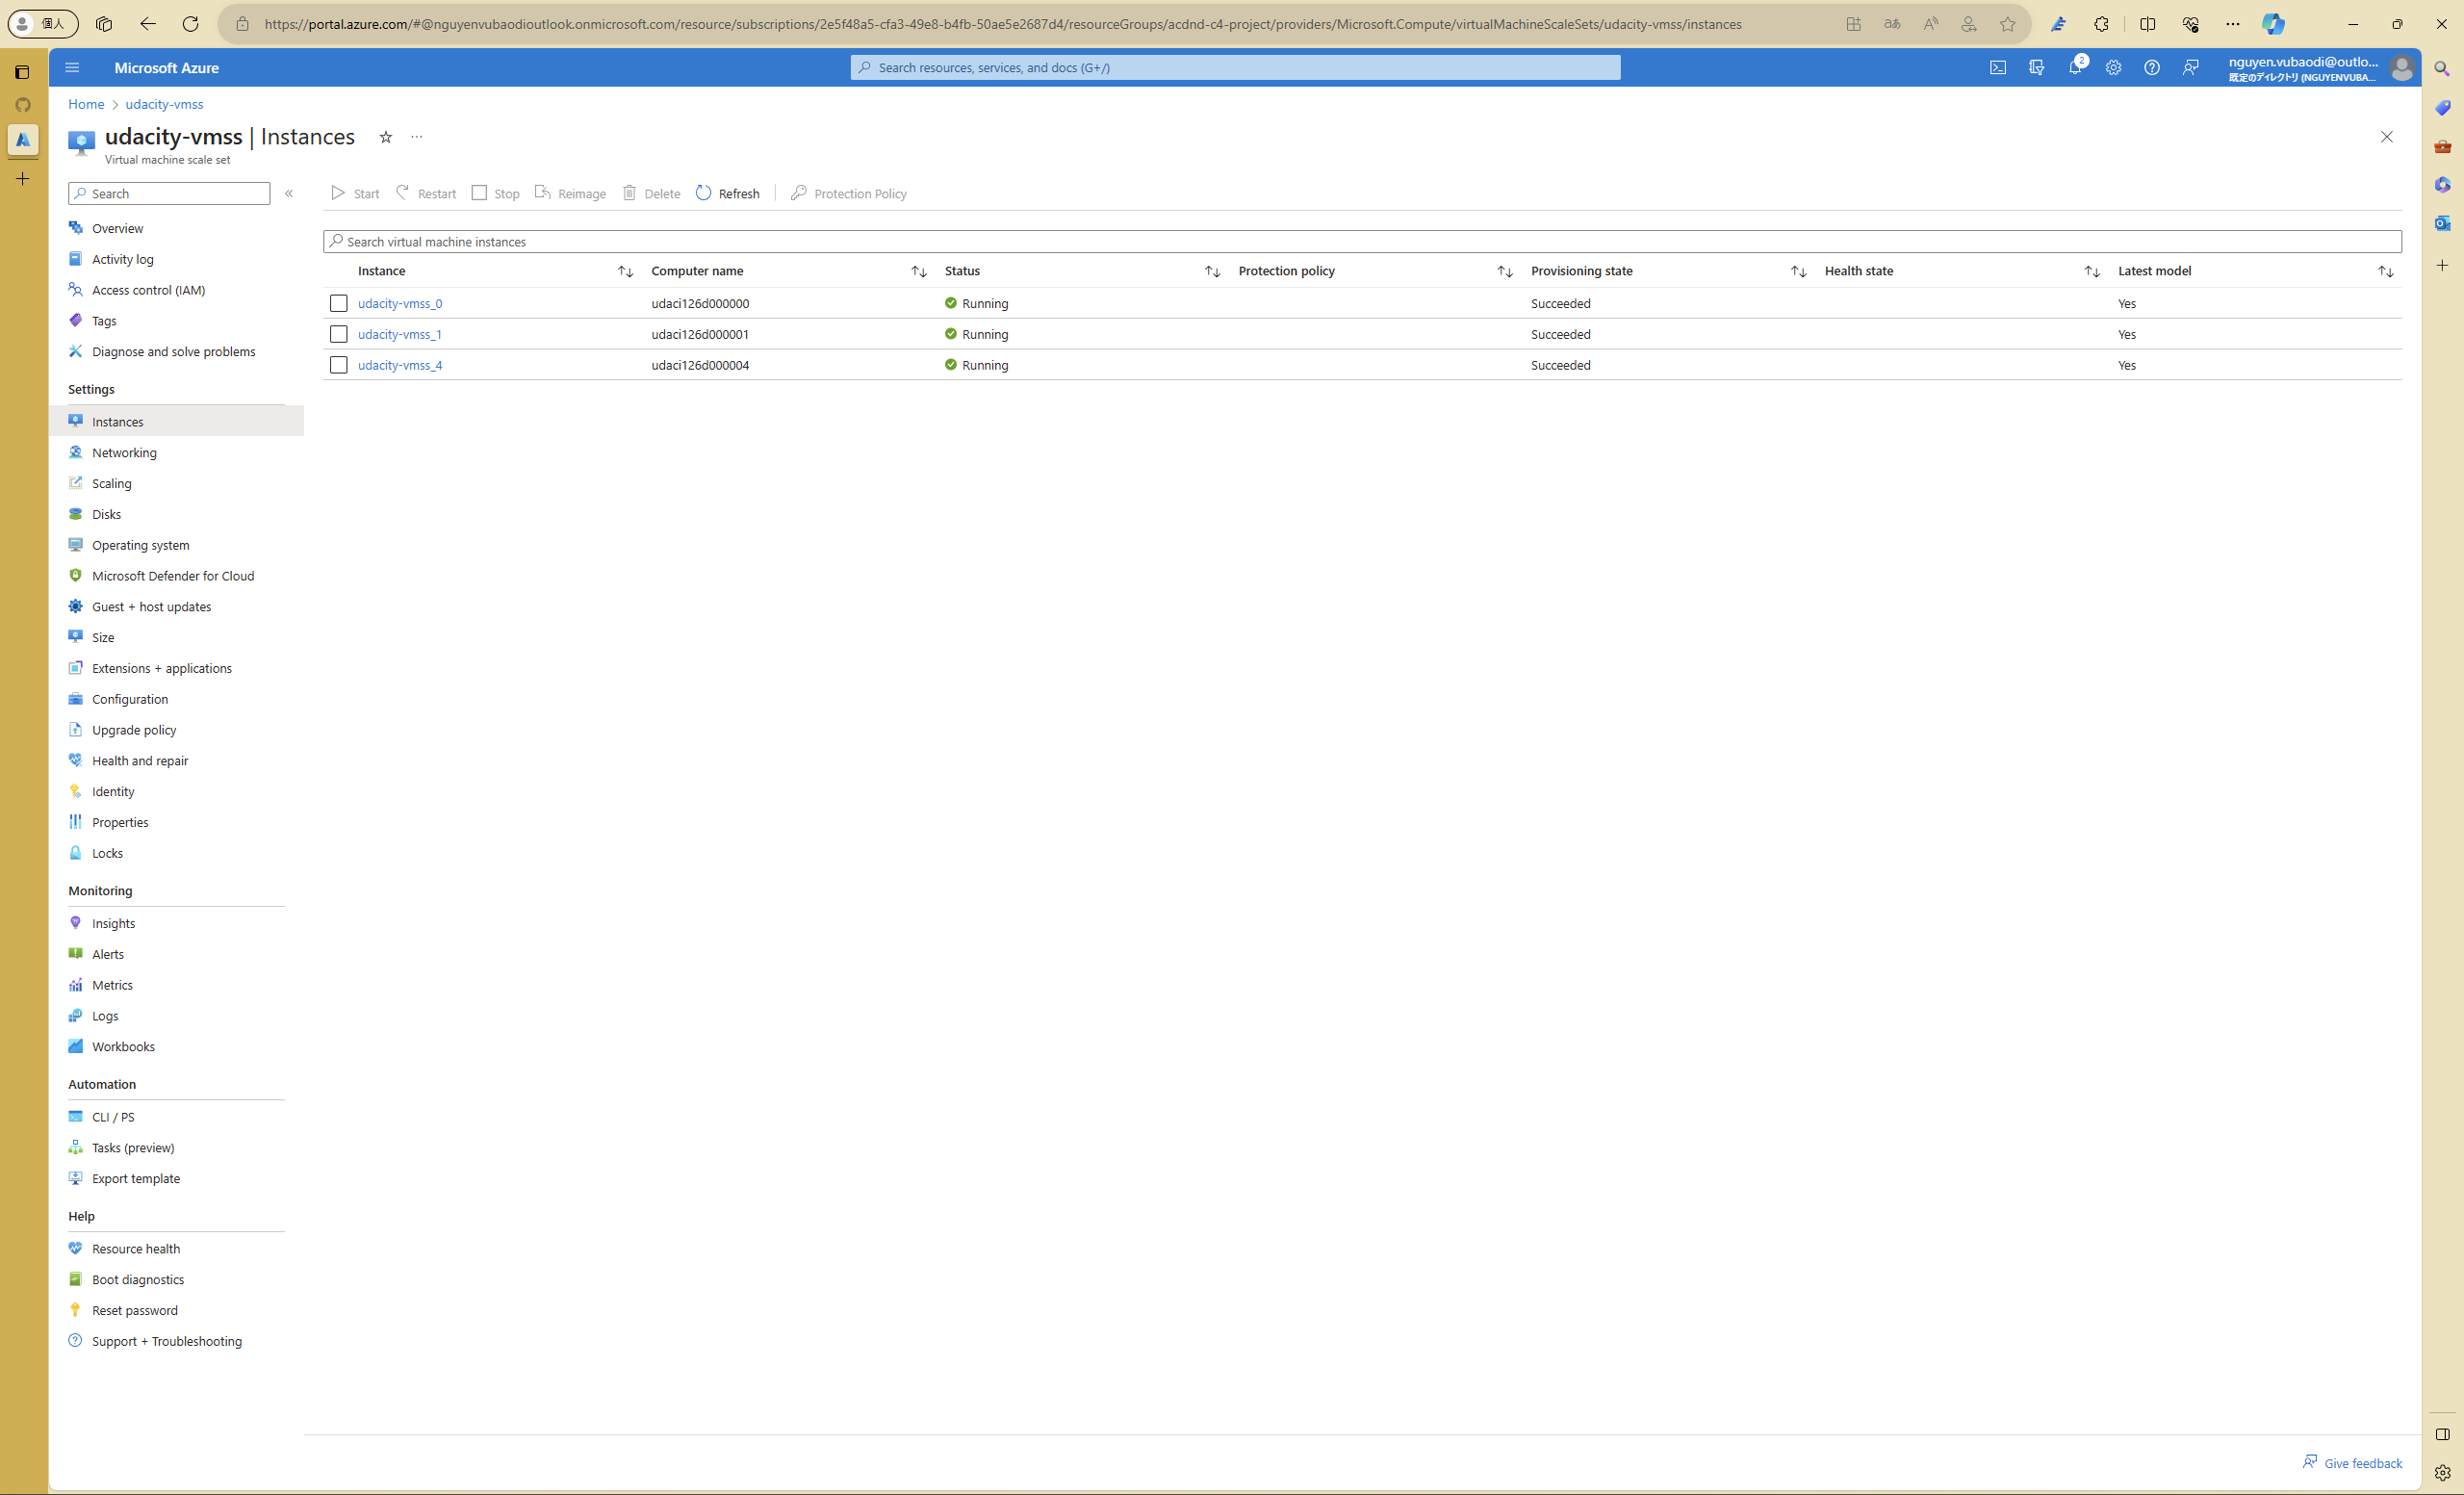 個人
https://portal.azure.com/#@nguyenvubaodioutlook.onmicrosoft.com/resource/subscriptions/2e5f48a5-cfa3-49e8-b4fb-50ae5e2687d4/resourceGroups/acdnd-c4-project/providers/Microsoft.Compute/virtualMachineScaleSets/udacity-vmss/instances
ああ
Microsoft Azure
Search resources, services, and docs (G+/)
2
nguyen.vubaodi@outlo...
既定のディレクトリ (NGUYENVUBA...
Home > udacity-vmss
udacity-vmss | Instances
Virtual machine scale set
Search
Start Restart Stop Reimage Delete Refresh Protection Policy
Search virtual machine instances
Instance Computer name Status Protection policy Provisioning state Health state Latest model
udacity-vmss_0 udaci126d000000 Running Succeeded Yes
udacity-vmss_1 udaci126d000001 Running Succeeded Yes
udacity-vmss_4 udaci126d000004 Running Succeeded Yes
Overview
Activity log
Access control (IAM)
Tags
Diagnose and solve problems
Settings
Instances
Networking
Scaling
Disks
Operating system
Microsoft Defender for Cloud
Guest + host updates
Size
Extensions + applications
Configuration
Upgrade policy
Health and repair
Identity
Properties
Locks
Monitoring
Insights
Alerts
Metrics
Logs
Workbooks
Automation
CLI / PS
Tasks (preview)
Export template
Help
Resource health
Boot diagnostics
Reset password
Support + Troubleshooting
Give feedback